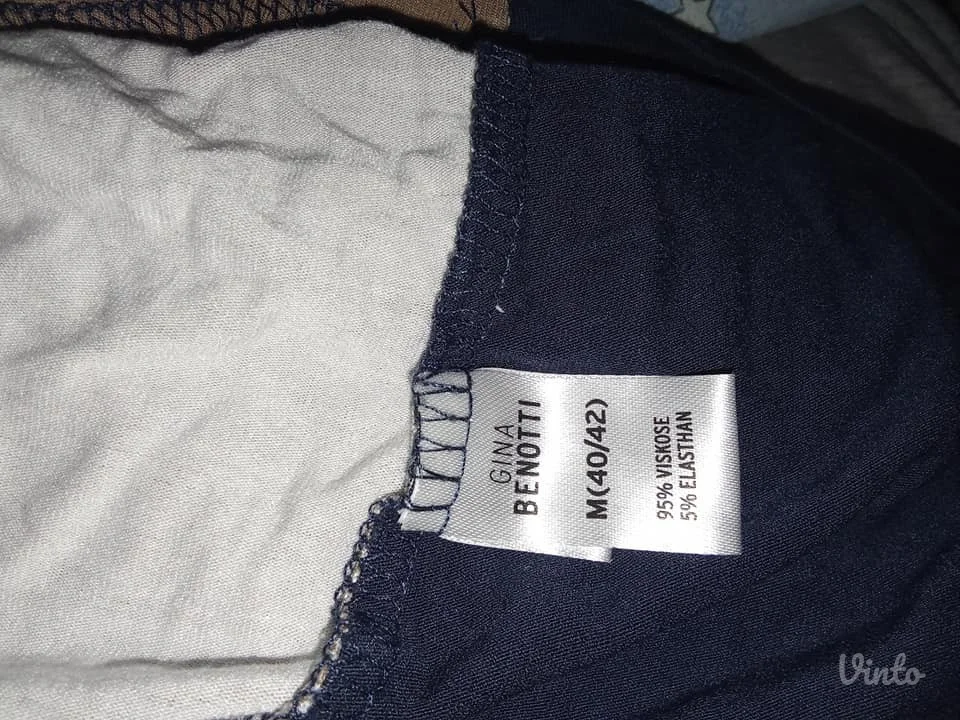 GINA
BENOTTI
M(40/42)
95% VISKOSE
5% ELASTHAN
Vinto